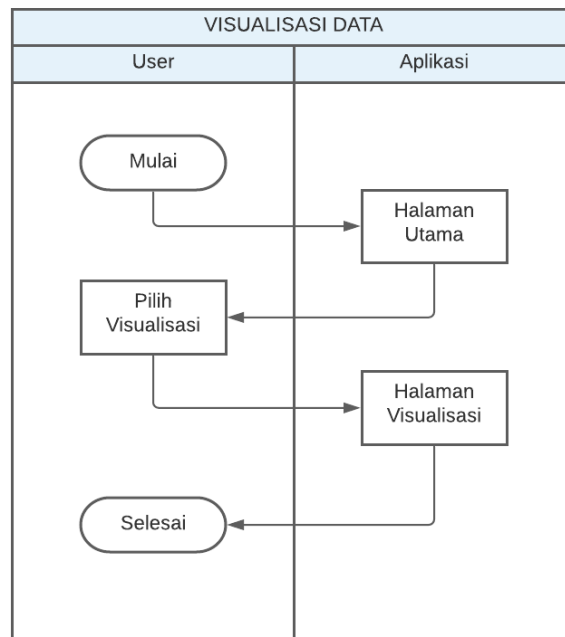 VISUALISASI DATA
User
Aplikasi
Mulai
Halaman
Utama
Pilih
Visualisasi
Halaman
Visualisasi
Selesai